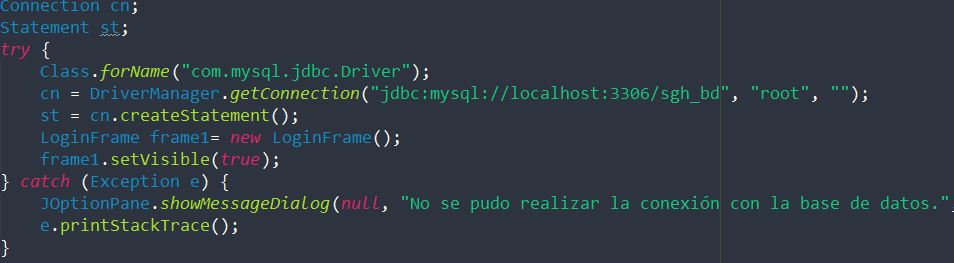 Connection cn;
Statement st;
try {
    Class.forName("com.mysql.jdbc.Driver");
    cn = DriverManager.getConnection("jdbc:mysql://localhost:3306/sgh_bd", "root", "");
    st = cn.createStatement();
    LoginFrame frame1= new LoginFrame();
    frame1.setVisible(true);
} catch (Exception e) {
    JOptionPane.showMessageDialog(null, "No se pudo realizar la conexión con la base de datos.",
    e.printStackTrace();
}